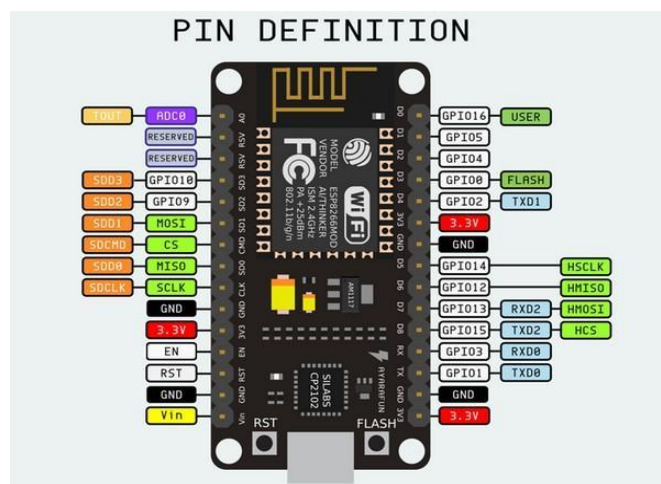 PIN DEFINITION
TOUT ADC0 A0 D0 GPIO16 USER
RESERVED RSV D1 GPIO5
RESERVED RSV D2 GPIO4
SDD3 GPIO10 SD3 D3 GPIO0 FLASH
SDD2 GPIO9 SD2 D4 GPIO2 TXD1
SDD1 MOSI SD1 3V3 3.3V
SDCMD CS CMD GND GND
SDD0 MISO SD0 D5 GPIO14 HSCLK
SDCLK SCLK CLK D6 GPIO12 HMISO
GND GND D7 GPIO13 RXD2 HMOSI
3.3V 3V3 D8 GPIO15 TXD2 HCS
EN EN RX GPIO3 RXD0
RST RST TX GPIO1 TXD0
GND GND GND GND
Vin Vin 3V3 3.3V
MODEL ESP8266MOD
VENDOR AI/THINKER
ISM 2.4GHz
PA +25dBm
802.11b/g/n
FC
WiFi
AM1117
SILABS
CP2102
AYARAFUN
RST FLASH